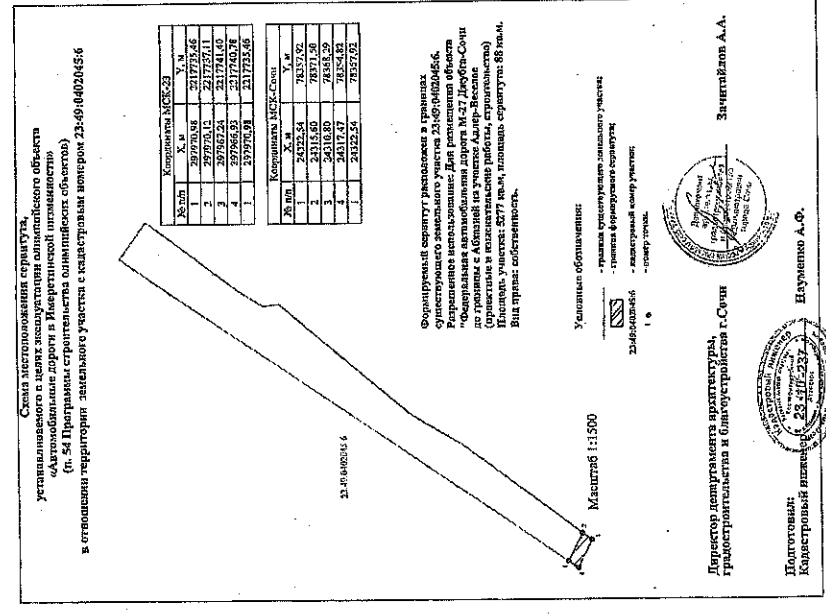 Схема местоположения сервитута,
устанавливаемого в целях эксплуатации олимпийского объекта
«Автомобильные дороги в Имеретинской низменности»
(п. 54 Программы строительства олимпийских объектов)
в отношении территории земельного участка с кадастровым номером 23:49:0402045:6
Координаты МСК-23
№ п/п X, м Y, м
1 297970,98 2217735,46
2 297970,12 2217737,11
3 297967,24 2217741,40
4 297966,93 2217740,78
1 297970,98 2217735,46
Координаты МСК-Сочи
№ п/п X, м Y, м
1 24322,54 78357,92
2 24315,60 78371,50
3 24310,80 78368,29
4 24317,47 78354,82
1 24322,54 78357,92
23:49:0402045:6
Формируемый сервитут расположен в границах
существующего земельного участка 23:49:0402045:6.
Разрешенное использование: Для размещения объекта
"Федеральная автомобильная дорога М-27 Джубга-Сочи
до границы с Абхазией на участке Адлер-Веселое
(проектные и изыскательские работы, строительство)
Площадь участка: 5277 кв.м, площадь сервитута: 88 кв.м.
Вид права: собственность.
Условные обозначения:
- граница существующего земельного участка;
- граница формируемого сервитута;
23:49:0402045:6 - кадастровый номер участка;
1 - номер точки.
Масштаб 1:1500
Директор департамента архитектуры,
градостроительства и благоустройства г.Сочи Зачитайлов А.А.
Подготовил:
Кадастровый инженер Науменко А.Ф.